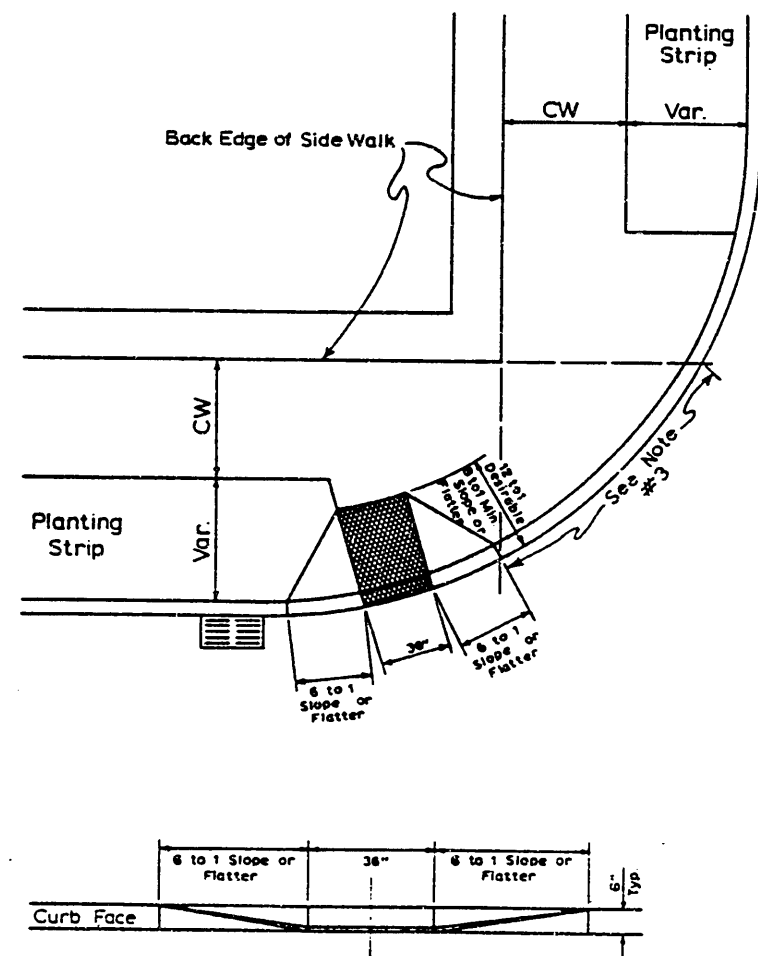 Planting
Strip
CW
Var.
Back Edge of Side Walk
CW
Var.
Planting
Strip
12 to 1
Desirable
8 to 1 Min
Slope or
Flatter
See Note
#3
36"
6 to 1
Slope or
Flatter
6 to 1
Slope or
Flatter
6 to 1 Slope or
Flatter
36"
6 to 1 Slope or
Flatter
6"
Typ.
Curb Face